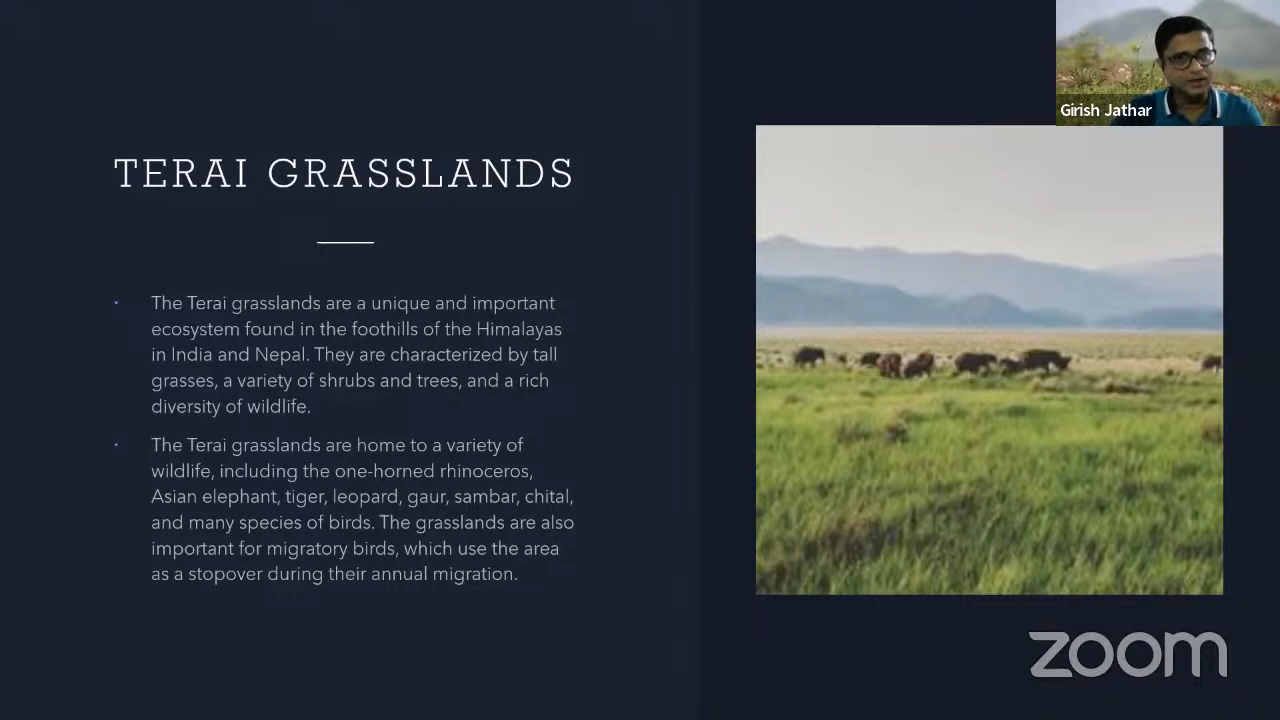 Girish Jathar
TERAI GRASSLANDS
The Terai grasslands are a unique and important
ecosystem found in the foothills of the Himalayas
in India and Nepal. They are characterized by tall
grasses, a variety of shrubs and trees, and a rich
diversity of wildlife.
The Terai grasslands are home to a variety of
wildlife, including the one-horned rhinoceros,
Asian elephant, tiger, leopard, gaur, sambar, chital,
and many species of birds. The grasslands are also
important for migratory birds, which use the area
as a stopover during their annual migration.
zoom